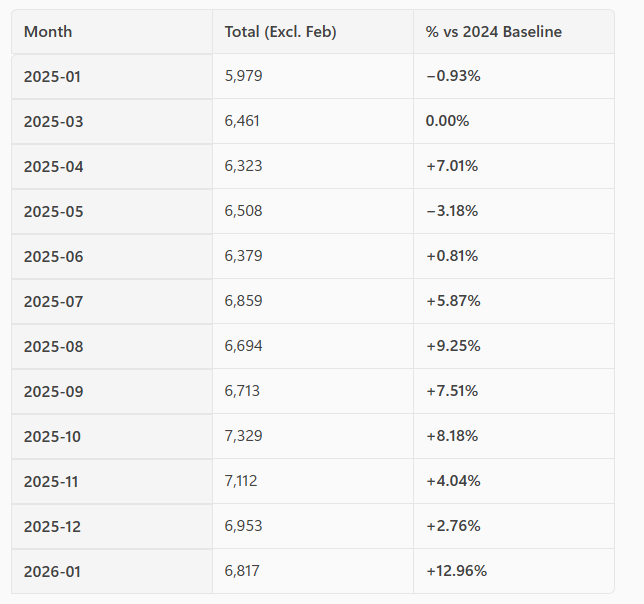 Month Total (Excl. Feb) % vs 2024 Baseline
2025-01 5,979 −0.93%
2025-03 6,461 0.00%
2025-04 6,323 +7.01%
2025-05 6,508 −3.18%
2025-06 6,379 +0.81%
2025-07 6,859 +5.87%
2025-08 6,694 +9.25%
2025-09 6,713 +7.51%
2025-10 7,329 +8.18%
2025-11 7,112 +4.04%
2025-12 6,953 +2.76%
2026-01 6,817 +12.96%